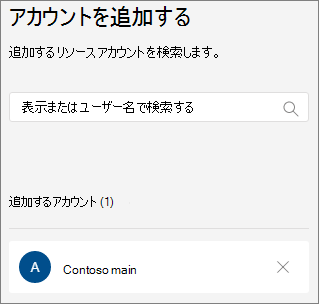 アカウントを追加する
追加するリソースアカウントを検索します。
表示またはユーザー名で検索する
追加するアカウント (1)
A
Contoso main